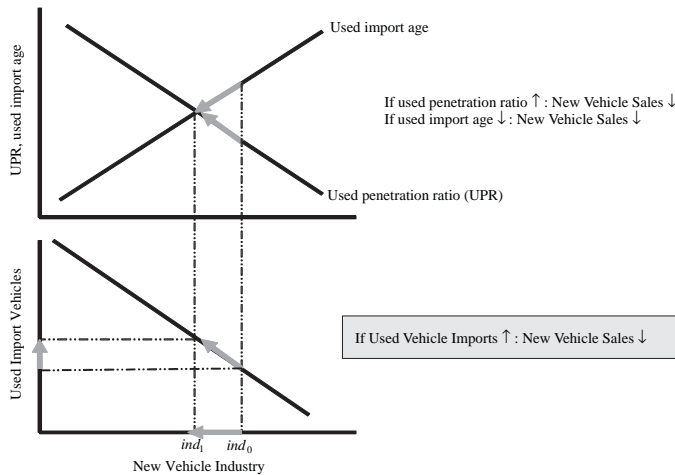 UPR, used import age
Used import age
If used penetration ratio ↑ : New Vehicle Sales ↓
If used import age ↓ : New Vehicle Sales ↓
Used penetration ratio (UPR)
Used Import Vehicles
If Used Vehicle Imports ↑ : New Vehicle Sales ↓
ind₁ ind₀
New Vehicle Industry